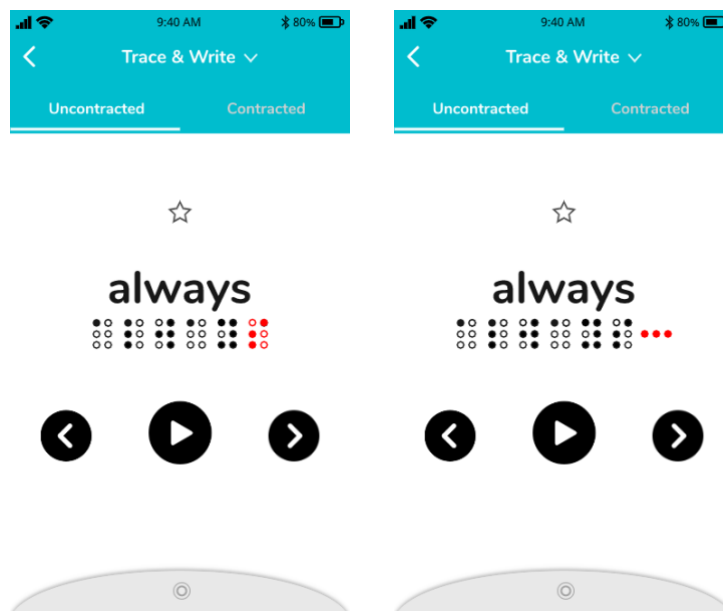 9:40 AM 80%
Trace & Write
Uncontracted Contracted
always
⠁⠇⠺⠁⠽⠎
9:40 AM 80%
Trace & Write
Uncontracted Contracted
always
⠁⠇⠺⠁⠽⠎...